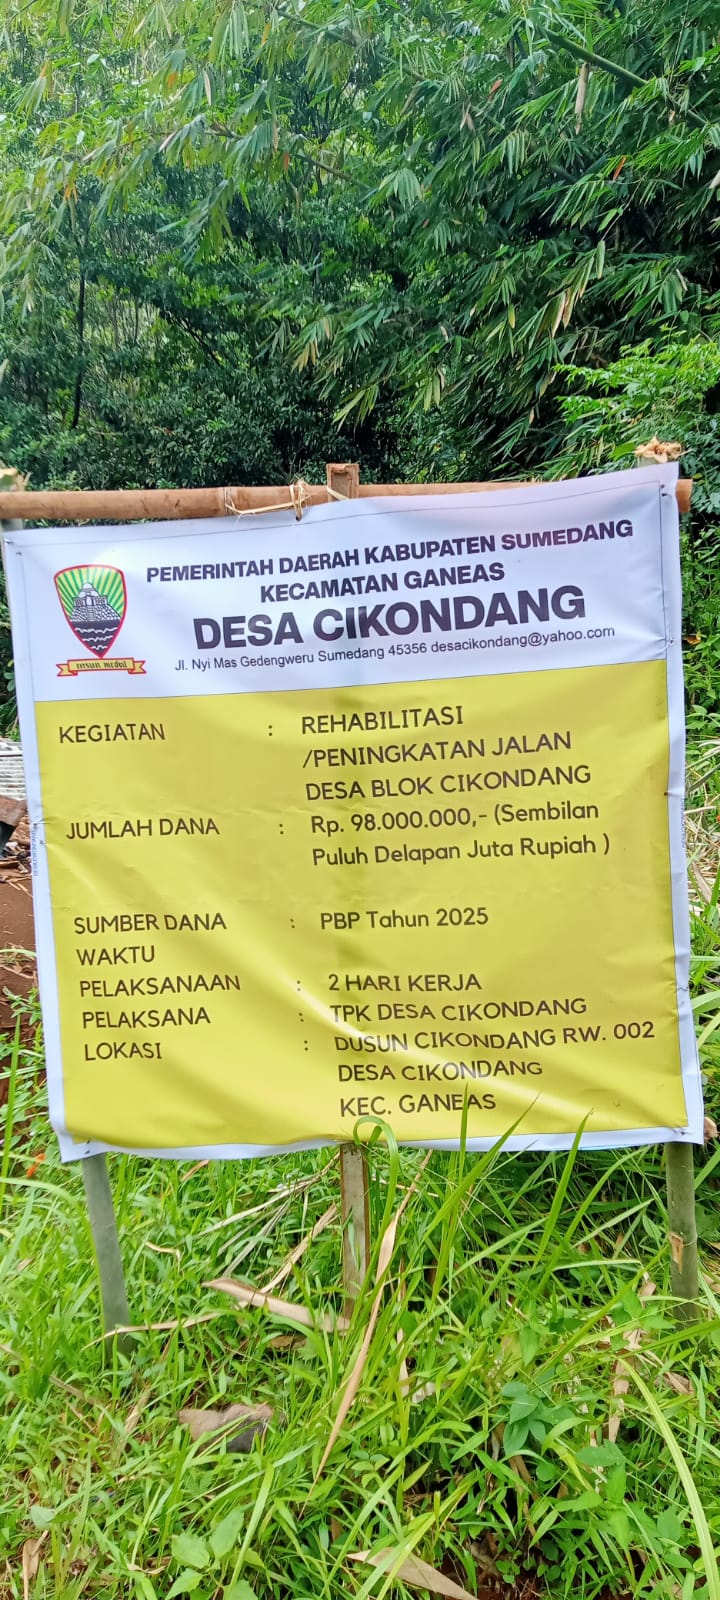 PEMERINTAH DAERAH KABUPATEN SUMEDANG
KECAMATAN GANEAS
DESA CIKONDANG
Jl. Nyi Mas Gedengweru Sumedang 45356 desacikondang@yahoo.com
insun medal
KEGIATAN : REHABILITASI
/PENINGKATAN JALAN
DESA BLOK CIKONDANG
JUMLAH DANA : Rp. 98.000.000,- (Sembilan
Puluh Delapan Juta Rupiah )
SUMBER DANA : PBP Tahun 2025
WAKTU
PELAKSANAAN : 2 HARI KERJA
PELAKSANA : TPK DESA CIKONDANG
LOKASI : DUSUN CIKONDANG RW. 002
DESA CIKONDANG
KEC. GANEAS